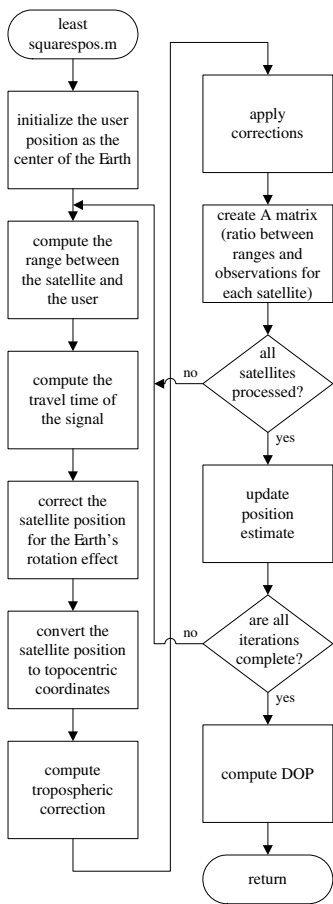 least
squarespos.m
initialize the user
position as the
center of the Earth
compute the
range between
the satellite and
the user
compute the
travel time of
the signal
correct the
satellite position
for the Earth's
rotation effect
convert the
satellite position
to topocentric
coordinates
compute
tropospheric
correction
apply
corrections
create A matrix
(ratio between
ranges and
observations for
each satellite)
all
satellites
processed?
no
yes
update
position
estimate
are all
iterations
complete?
no
yes
compute DOP
return